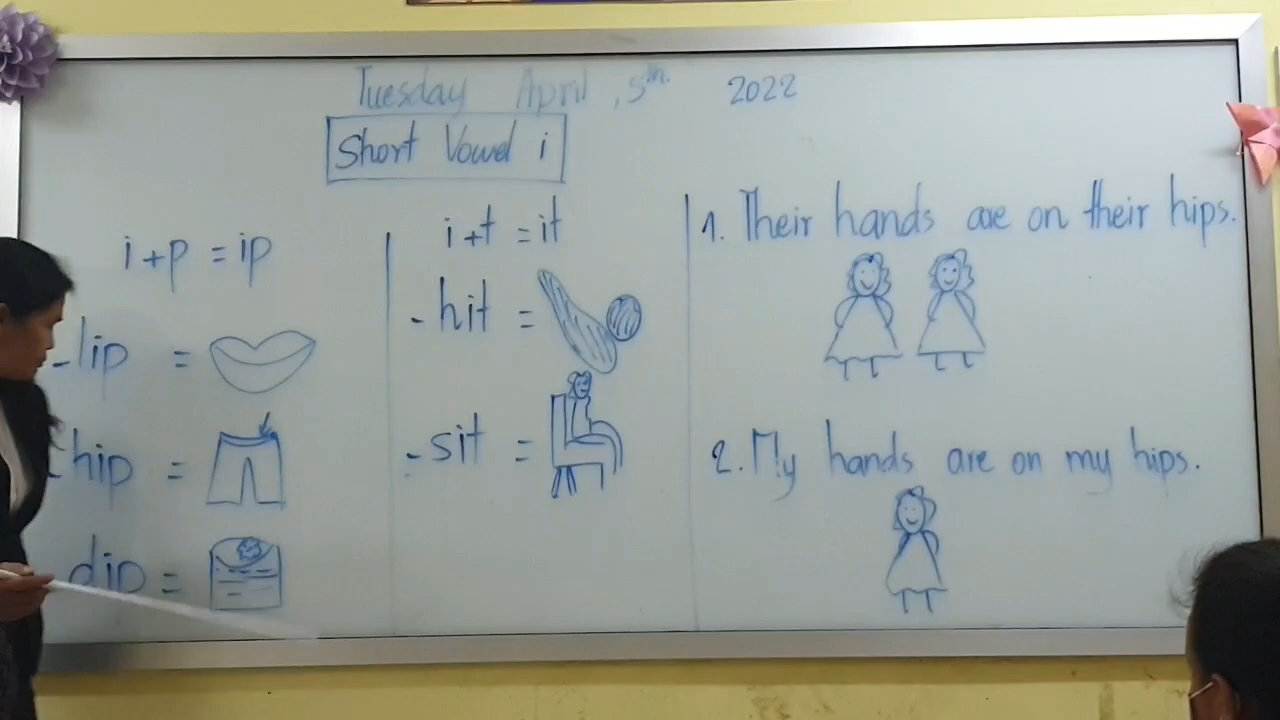 Tuesday April, 5th. 2022
Short Vowel i
i+p = ip
-lip =
-hip =
dip =
i+t = it
-hit =
-sit =
1. Their hands are on their hips.
2. My hands are on my hips.